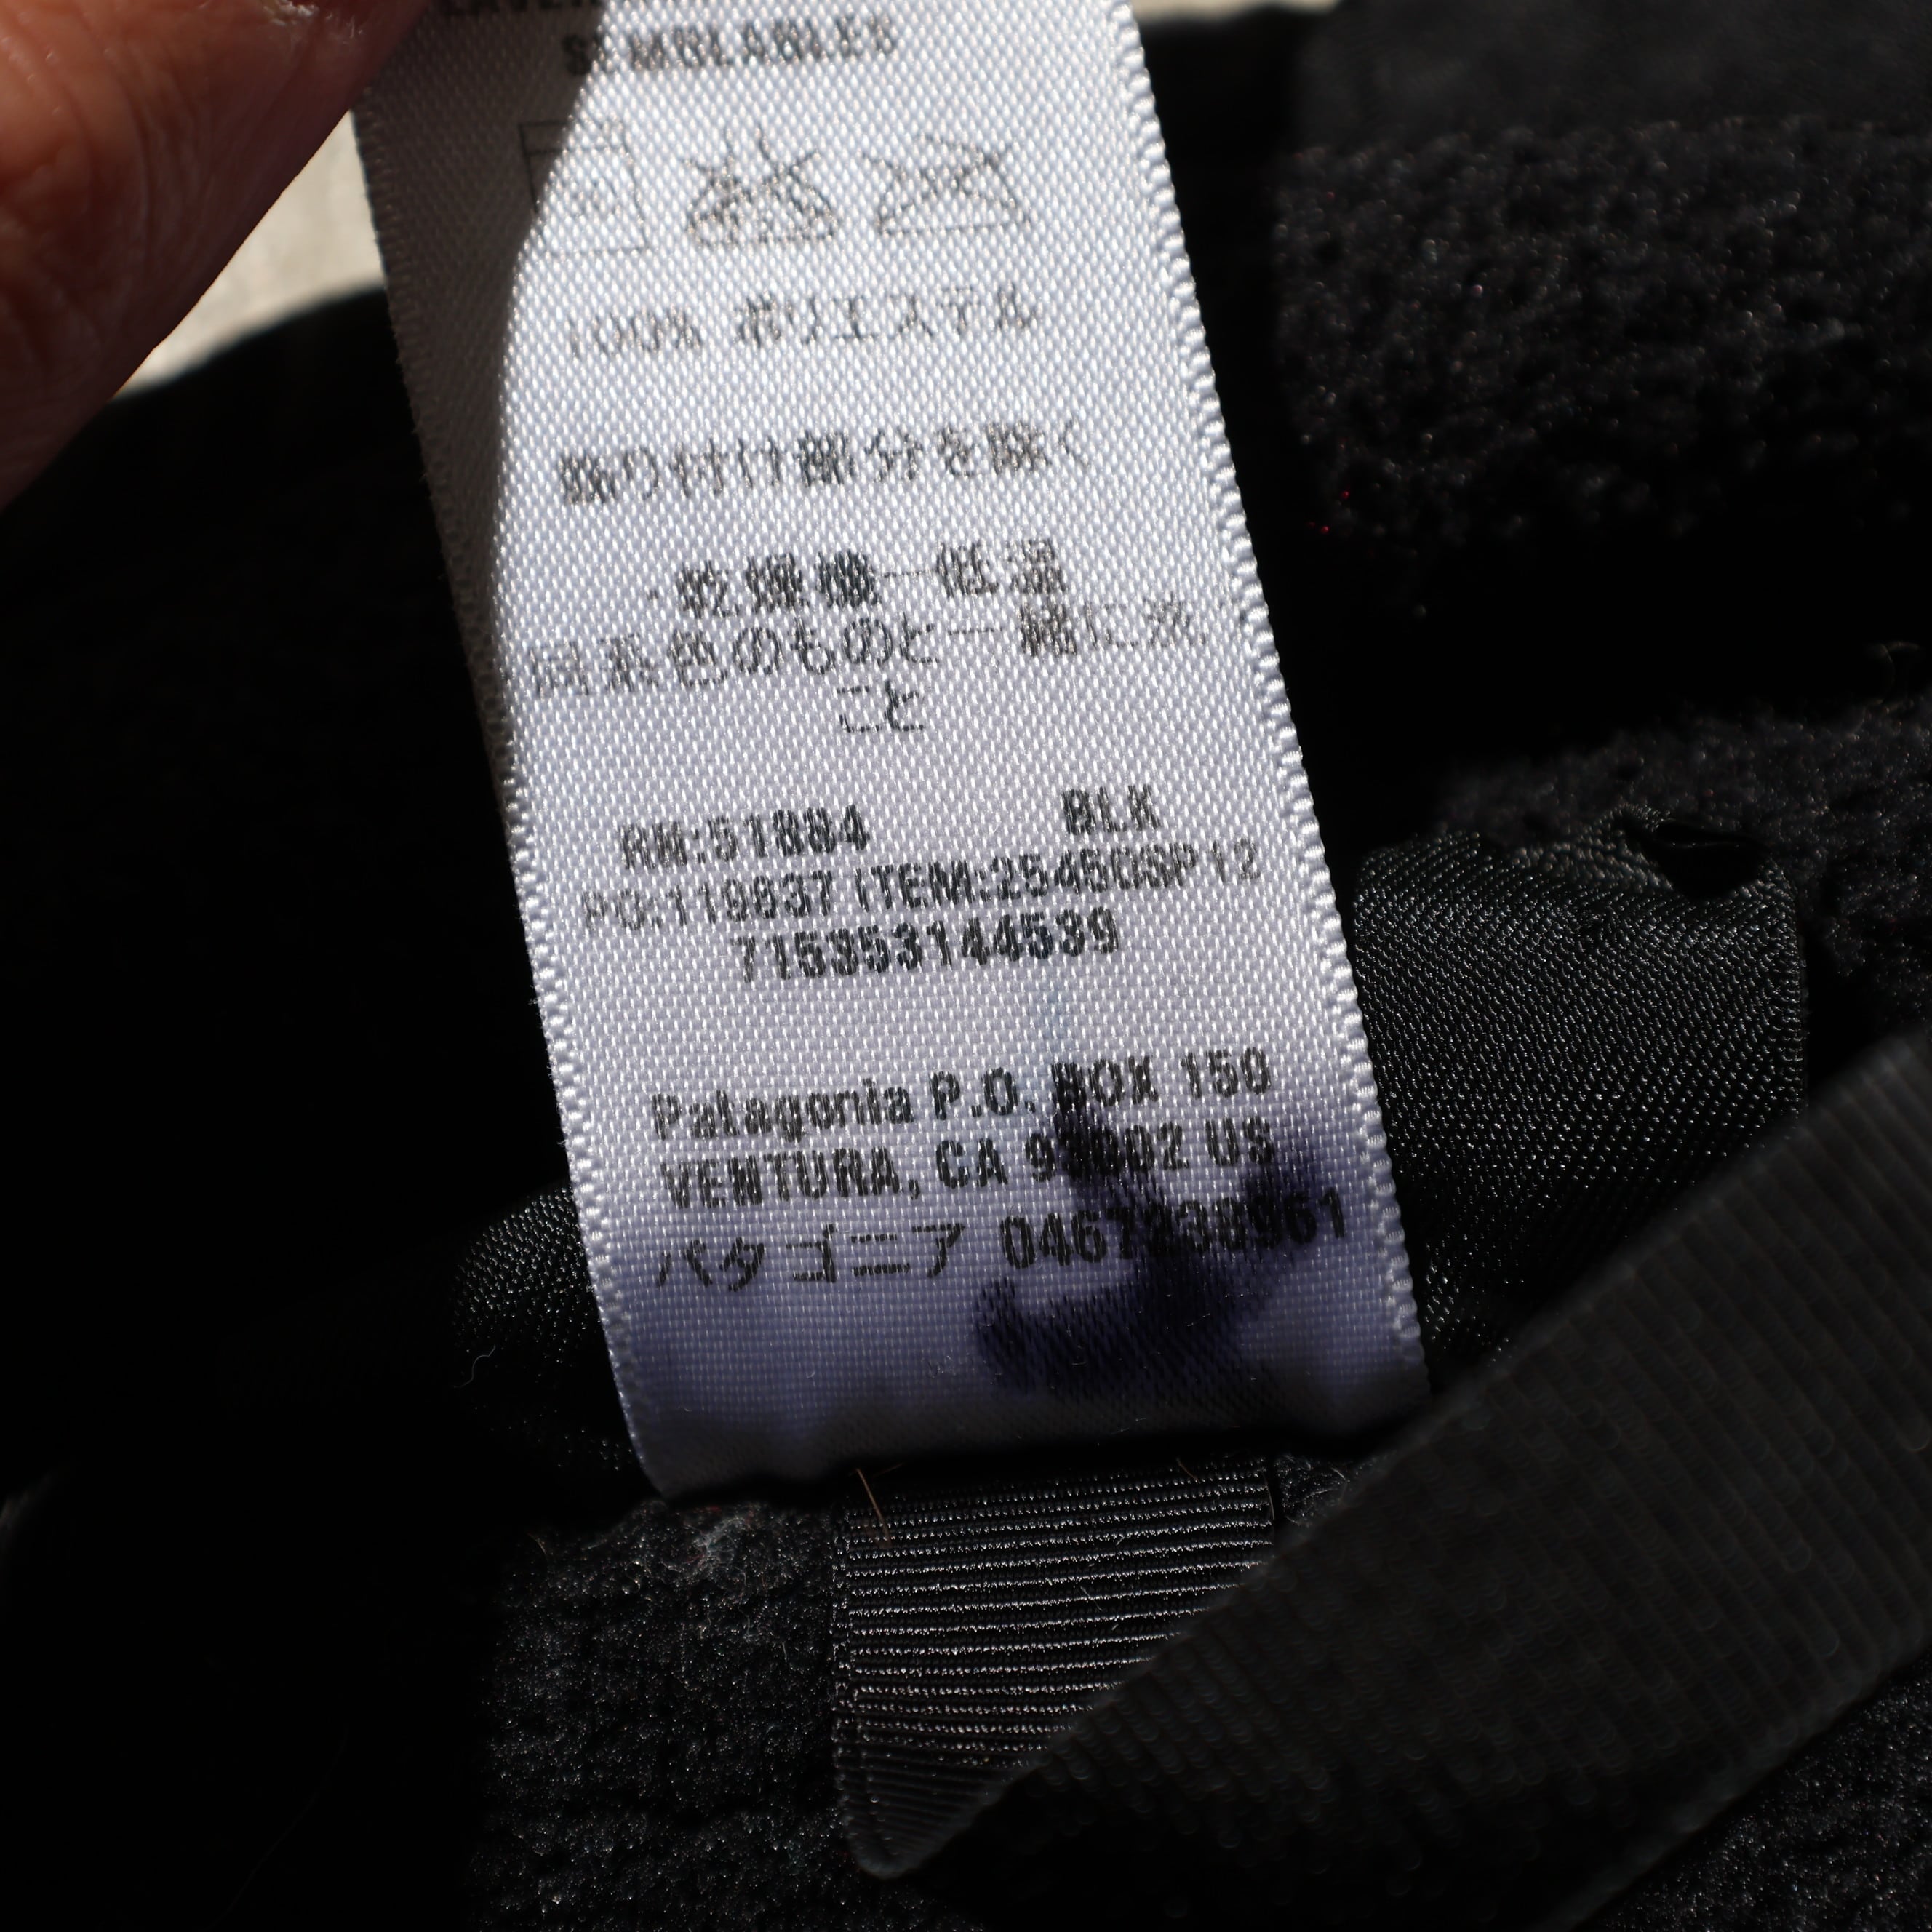 SEMBLABLES
100% ポリエステル
飾り付け部分を除く
・乾燥機ー低温
同系色のものと一緒に洗う
こと
RN:51884 BLK
PO:119837 ITEM:25450SP12
715353144539
Patagonia P.O. BOX 150
VENTURA, CA 93002 US
パタゴニア 0467238961